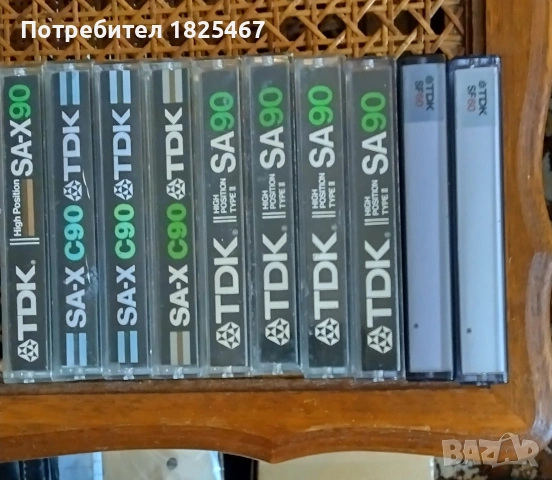 Потребител 1825467
TDK. High Position SA-X90
SA-X C90 TDK
SA-X C90 TDK
SA-X C90 TDK
TDK. HIGH POSITION TYPE II SA90
TDK. HIGH POSITION TYPE II SA90
TDK. HIGH POSITION TYPE II SA90
TDK. HIGH POSITION TYPE II SA90
TDK
SF60
TDK
SF60
BAZAR
bg